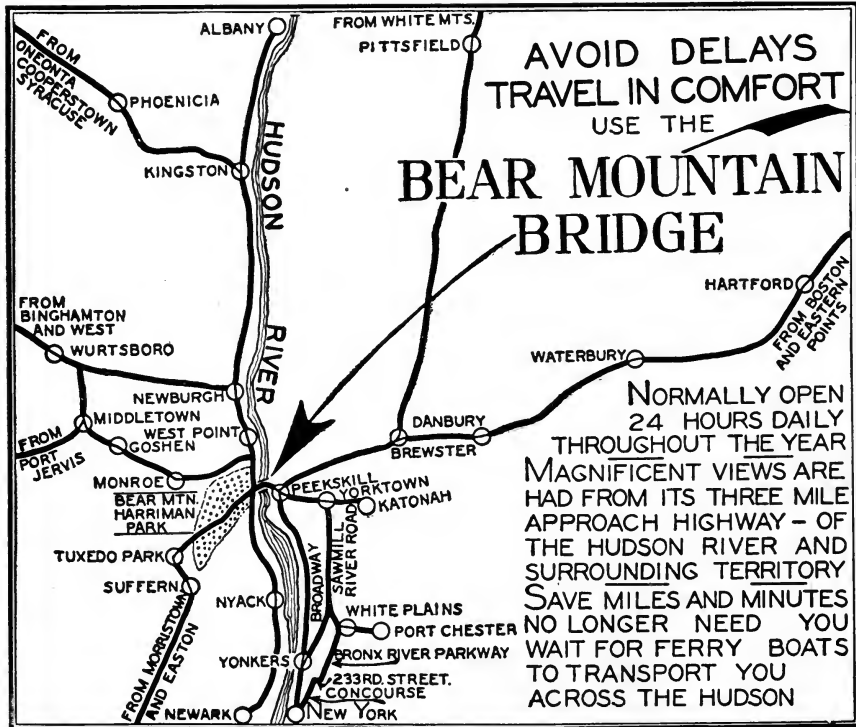 ALBANY
FROM WHITE MTS.
PITTSFIELD
FROM
ONEONTA
COOPERSTOWN
SYRACUSE
PHOENICIA
KINGSTON
HUDSON
RIVER
AVOID DELAYS
TRAVEL IN COMFORT
USE THE
BEAR MOUNTAIN
BRIDGE
HARTFORD
FROM BOSTON
AND EASTERN
POINTS
FROM
BINGHAMTON
AND WEST
WURTSBORO
WATERBURY
NEWBURGH
MIDDLETOWN
WEST POINT
GOSHEN
FROM
PORT
JERVIS
DANBURY
BREWSTER
MONROE
BEAR MTN.
HARRIMAN
PARK
PEEKSKILL
YORKTOWN
KATONAH
TUXEDO PARK
SUFFERN
BROADWAY
SAWMILL
RIVER ROAD
NYACK
WHITE PLAINS
PORT CHESTER
YONKERS
BRONX RIVER PARKWAY
233RD. STREET.
CONCOURSE
FROM MORRISTOWN
AND EASTON
NEWARK
NEW YORK
NORMALLY OPEN
24 HOURS DAILY
THROUGHOUT THE YEAR
MAGNIFICENT VIEWS ARE
HAD FROM ITS THREE MILE
APPROACH HIGHWAY - OF
THE HUDSON RIVER AND
SURROUNDING TERRITORY
SAVE MILES AND MINUTES
NO LONGER NEED YOU
WAIT FOR FERRY BOATS
TO TRANSPORT YOU
ACROSS THE HUDSON